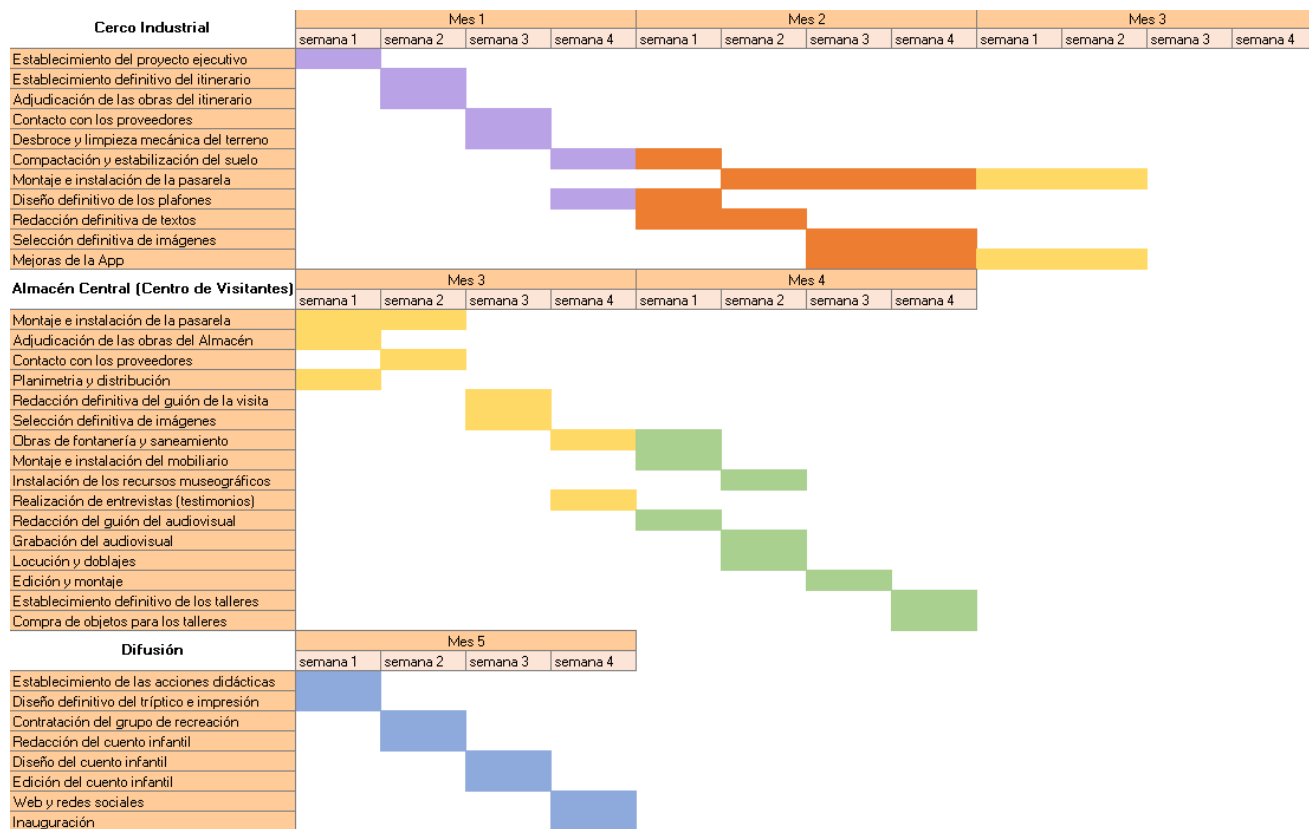 Cerco Industrial
Mes 1 Mes 2 Mes 3
semana 1 semana 2 semana 3 semana 4 semana 1 semana 2 semana 3 semana 4 semana 1 semana 2 semana 3 semana 4
Establecimiento del proyecto ejecutivo
Establecimiento definitivo del itinerario
Adjudicación de las obras del itinerario
Contacto con los proveedores
Desbroce y limpieza mecánica del terreno
Compactación y estabilización del suelo
Montaje e instalación de la pasarela
Diseño definitivo de los plafones
Redacción definitiva de textos
Selección definitiva de imágenes
Mejoras de la App
Almacén Central (Centro de Visitantes)
Mes 3 Mes 4
semana 1 semana 2 semana 3 semana 4 semana 1 semana 2 semana 3 semana 4
Montaje e instalación de la pasarela
Adjudicación de las obras del Almacén
Contacto con los proveedores
Planimetria y distribución
Redacción definitiva del guión de la visita
Selección definitiva de imágenes
Obras de fontanería y saneamiento
Montaje e instalación del mobiliario
Instalación de los recursos museográficos
Realización de entrevistas (testimonios)
Redacción del guión del audiovisual
Grabación del audiovisual
Locución y doblajes
Edición y montaje
Establecimiento definitivo de los talleres
Compra de objetos para los talleres
Difusión
Mes 5
semana 1 semana 2 semana 3 semana 4
Establecimiento de las acciones didácticas
Diseño definitivo del tríptico e impresión
Contratación del grupo de recreación
Redacción del cuento infantil
Diseño del cuento infantil
Edición del cuento infantil
Web y redes sociales
Inauguración